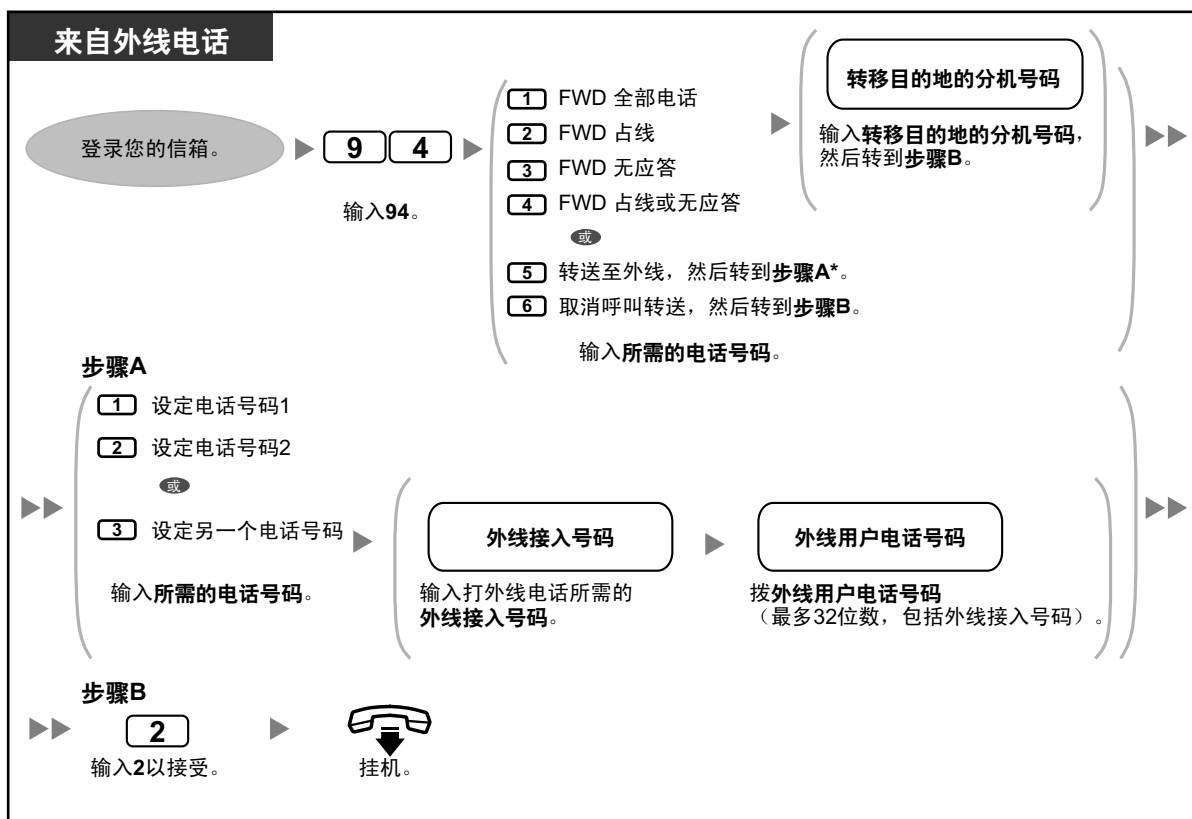 来自外线电话
登录您的信箱。
9 4
输入94。
1 FWD 全部电话
2 FWD 占线
3 FWD 无应答
4 FWD 占线或无应答
或
5 转送至外线，然后转到步骤A*。
6 取消呼叫转送，然后转到步骤B。
输入所需的电话号码。
转移目的地的分机号码
输入转移目的地的分机号码，
然后转到步骤B。
步骤A
1 设定电话号码1
2 设定电话号码2
或
3 设定另一个电话号码
输入所需的电话号码。
外线接入号码
输入打外线电话所需的
外线接入号码。
外线用户电话号码
拨外线用户电话号码
（最多32位数，包括外线接入号码）。
步骤B
2
输入2以接受。
挂机。